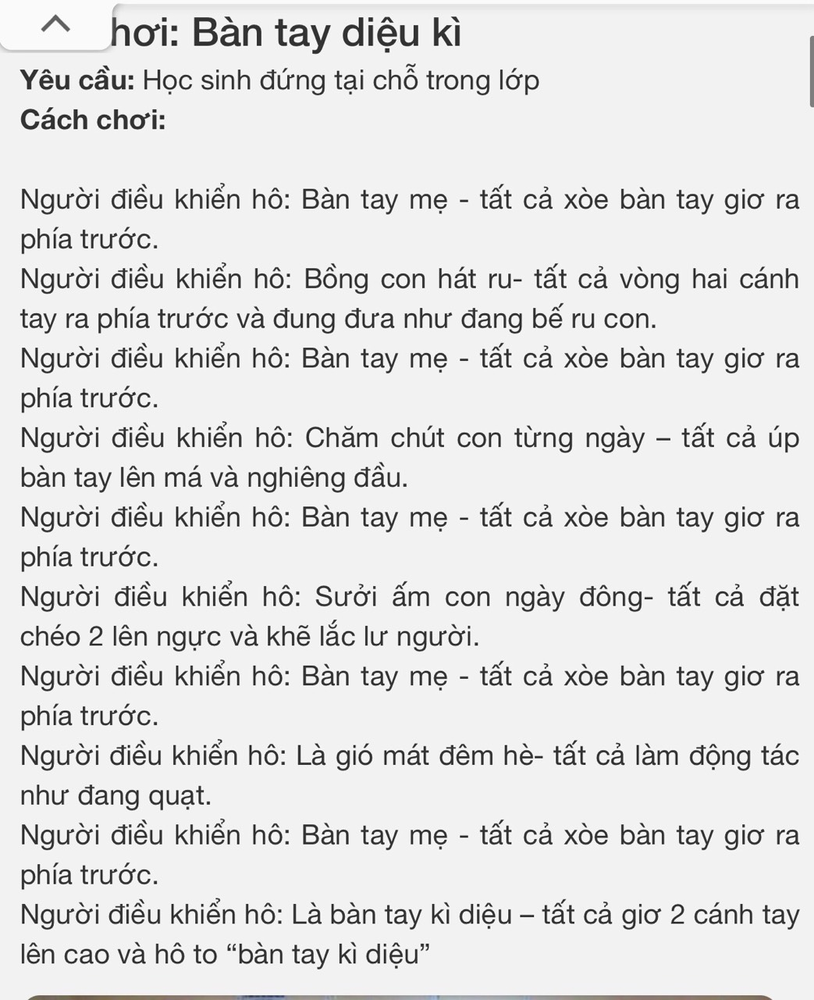 hơi: Bàn tay diệu kì
Yêu cầu: Học sinh đứng tại chỗ trong lớp
Cách chơi:
Người điều khiển hô: Bàn tay mẹ - tất cả xòe bàn tay giơ ra
phía trước.
Người điều khiển hô: Bồng con hát ru- tất cả vòng hai cánh
tay ra phía trước và đung đưa như đang bế ru con.
Người điều khiển hô: Bàn tay mẹ - tất cả xòe bàn tay giơ ra
phía trước.
Người điều khiển hô: Chăm chút con từng ngày – tất cả úp
bàn tay lên má và nghiêng đầu.
Người điều khiển hô: Bàn tay mẹ - tất cả xòe bàn tay giơ ra
phía trước.
Người điều khiển hô: Sưởi ấm con ngày đông- tất cả đặt
chéo 2 lên ngực và khẽ lắc lư người.
Người điều khiển hô: Bàn tay mẹ - tất cả xòe bàn tay giơ ra
phía trước.
Người điều khiển hô: Là gió mát đêm hè- tất cả làm động tác
như đang quạt.
Người điều khiển hô: Bàn tay mẹ - tất cả xòe bàn tay giơ ra
phía trước.
Người điều khiển hô: Là bàn tay kì diệu – tất cả giơ 2 cánh tay
lên cao và hô to “bàn tay kì diệu”